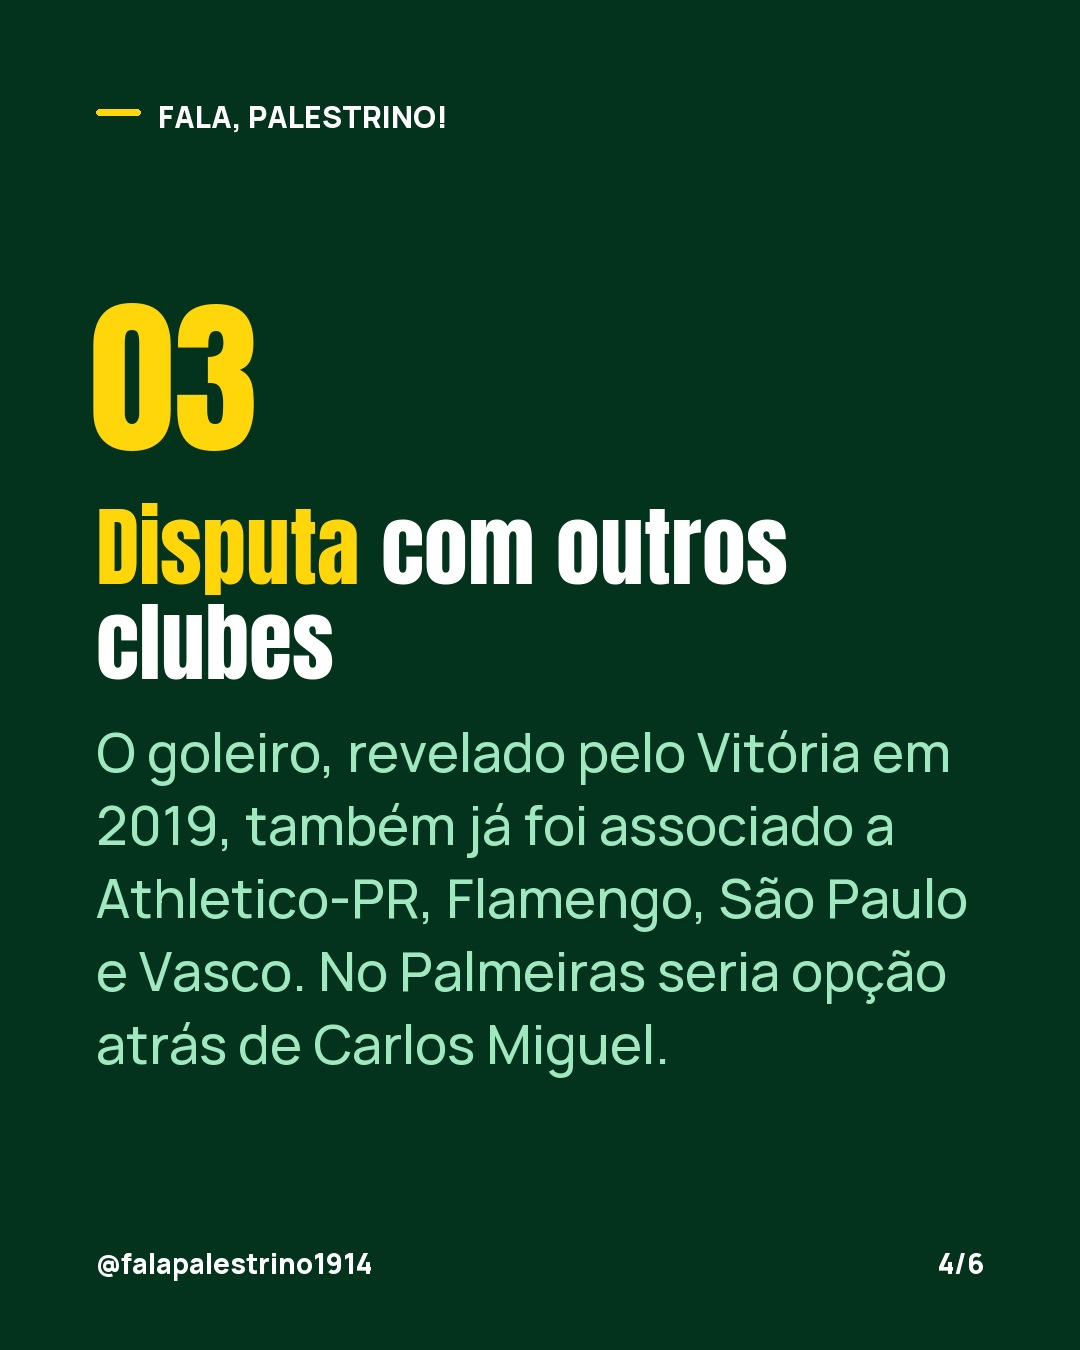 FALA, PALESTRINO!
03
Disputa com outros
clubes
O goleiro, revelado pelo Vitória em
2019, também já foi associado a
Athletico-PR, Flamengo, São Paulo
e Vasco. No Palmeiras seria opção
atrás de Carlos Miguel.
@falapalestrino1914
4/6